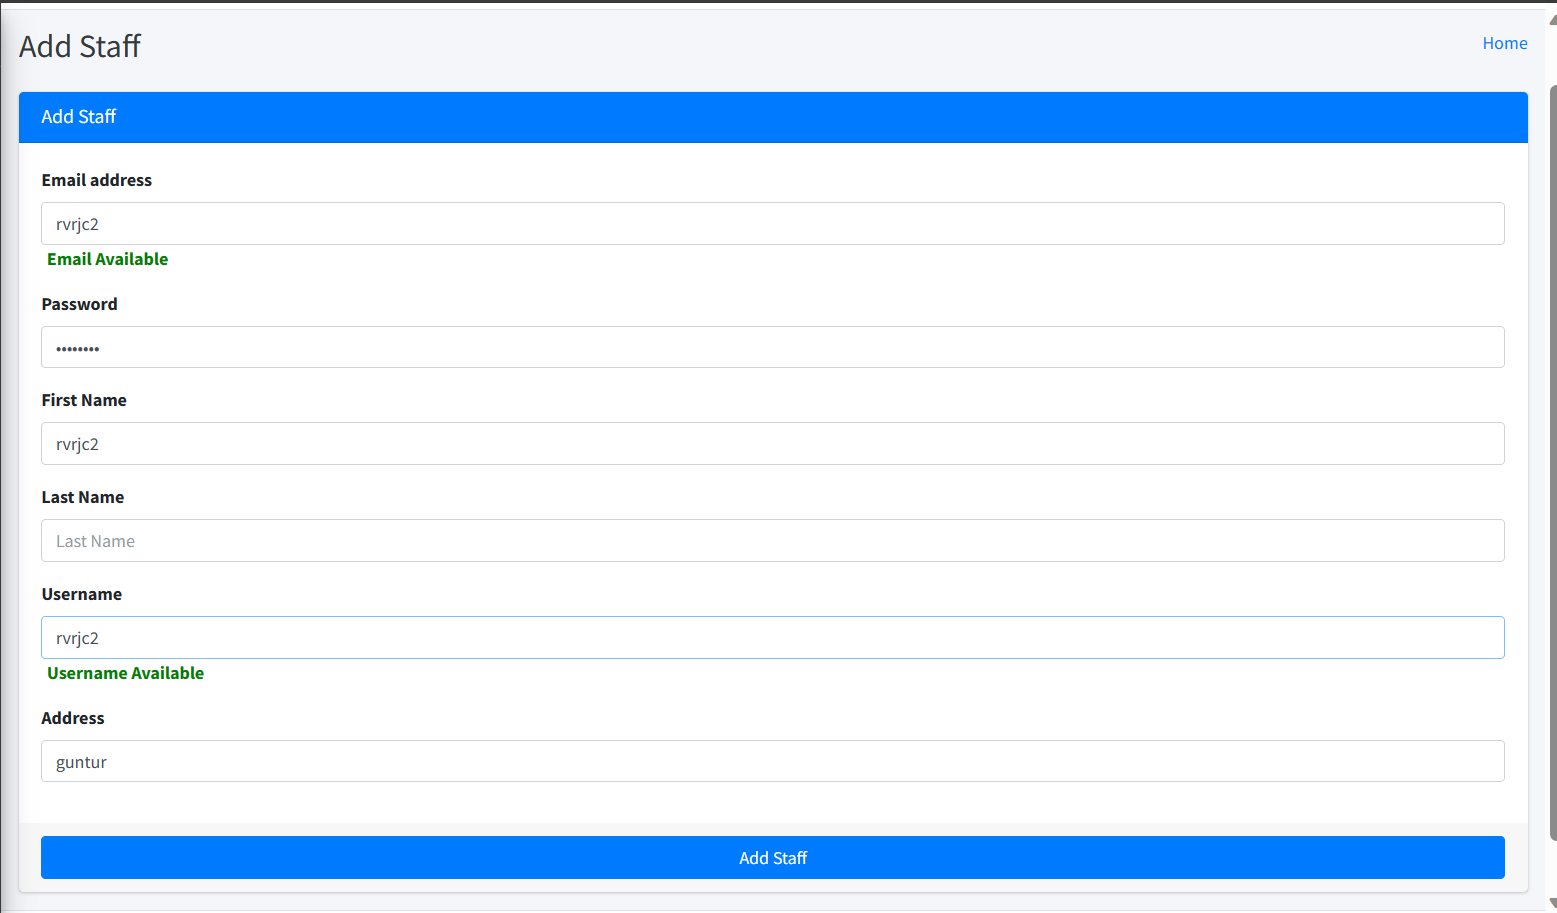 Add Staff
Home
Add Staff
Email address
rvrjc2
Email Available
Password
••••••••
First Name
rvrjc2
Last Name
Last Name
Username
rvrjc2
Username Available
Address
guntur
Add Staff